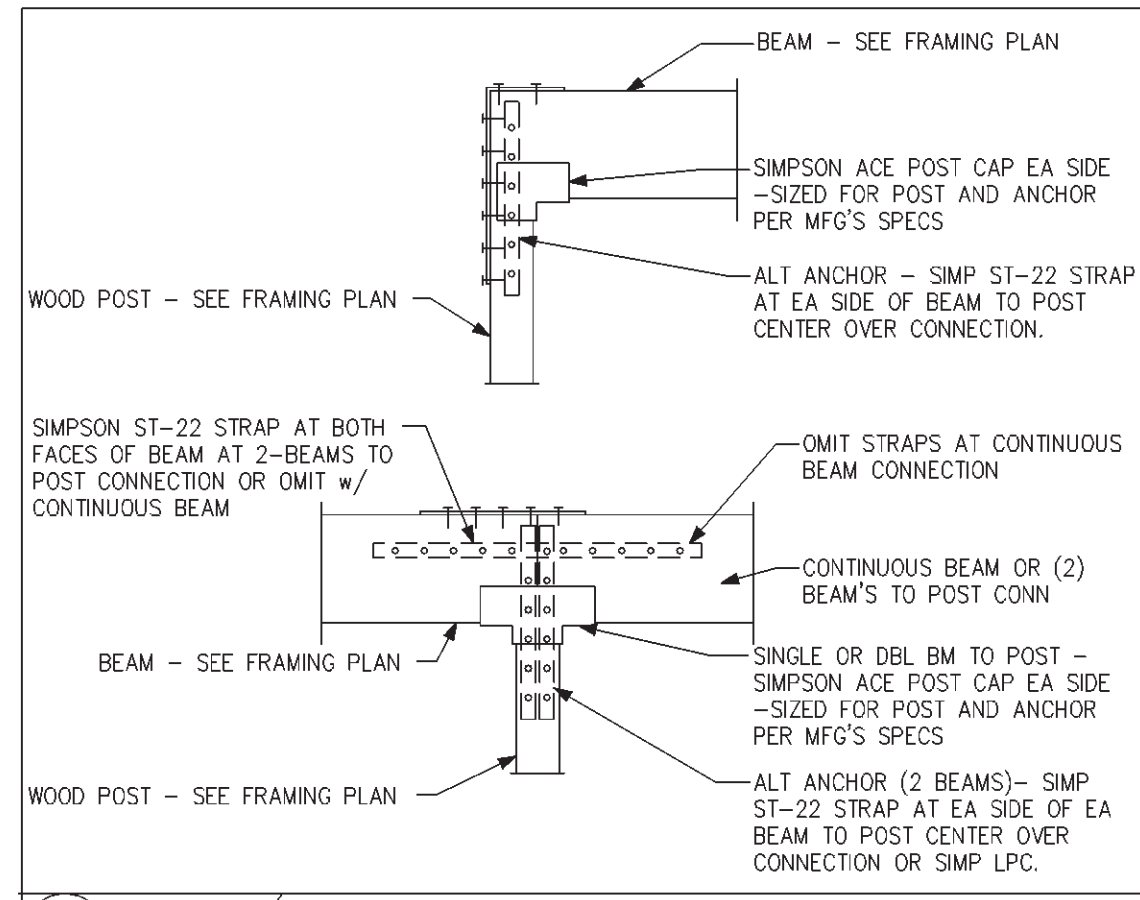 BEAM – SEE FRAMING PLAN
SIMPSON ACE POST CAP EA SIDE
–SIZED FOR POST AND ANCHOR
PER MFG'S SPECS
ALT ANCHOR – SIMP ST–22 STRAP
AT EA SIDE OF BEAM TO POST
CENTER OVER CONNECTION.
WOOD POST – SEE FRAMING PLAN
SIMPSON ST–22 STRAP AT BOTH
FACES OF BEAM AT 2–BEAMS TO
POST CONNECTION OR OMIT w/
CONTINUOUS BEAM
OMIT STRAPS AT CONTINUOUS
BEAM CONNECTION
CONTINUOUS BEAM OR (2)
BEAM'S TO POST CONN
BEAM – SEE FRAMING PLAN
SINGLE OR DBL BM TO POST –
SIMPSON ACE POST CAP EA SIDE
–SIZED FOR POST AND ANCHOR
PER MFG'S SPECS
WOOD POST – SEE FRAMING PLAN
ALT ANCHOR (2 BEAMS)– SIMP
ST–22 STRAP AT EA SIDE OF EA
BEAM TO POST CENTER OVER
CONNECTION OR SIMP LPC.